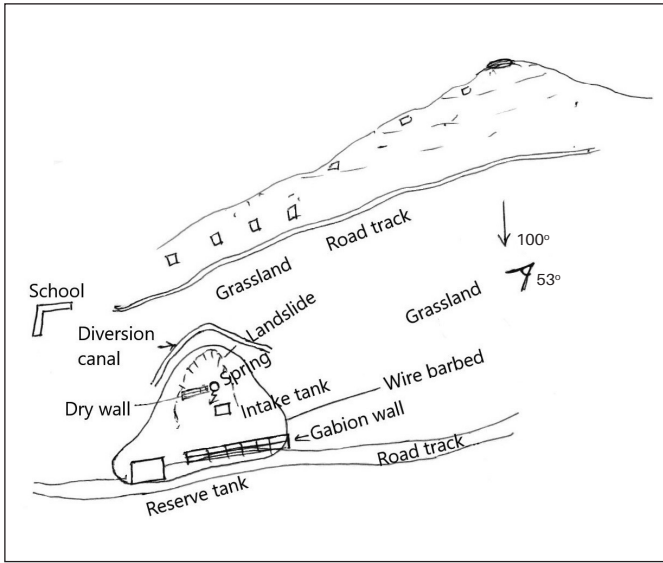 Road track
100°
53°
Grassland
Grassland
School
Diversion
canal
Landslide
Spring
Dry wall
Intake tank
Wire barbed
Gabion wall
Road track
Reserve tank